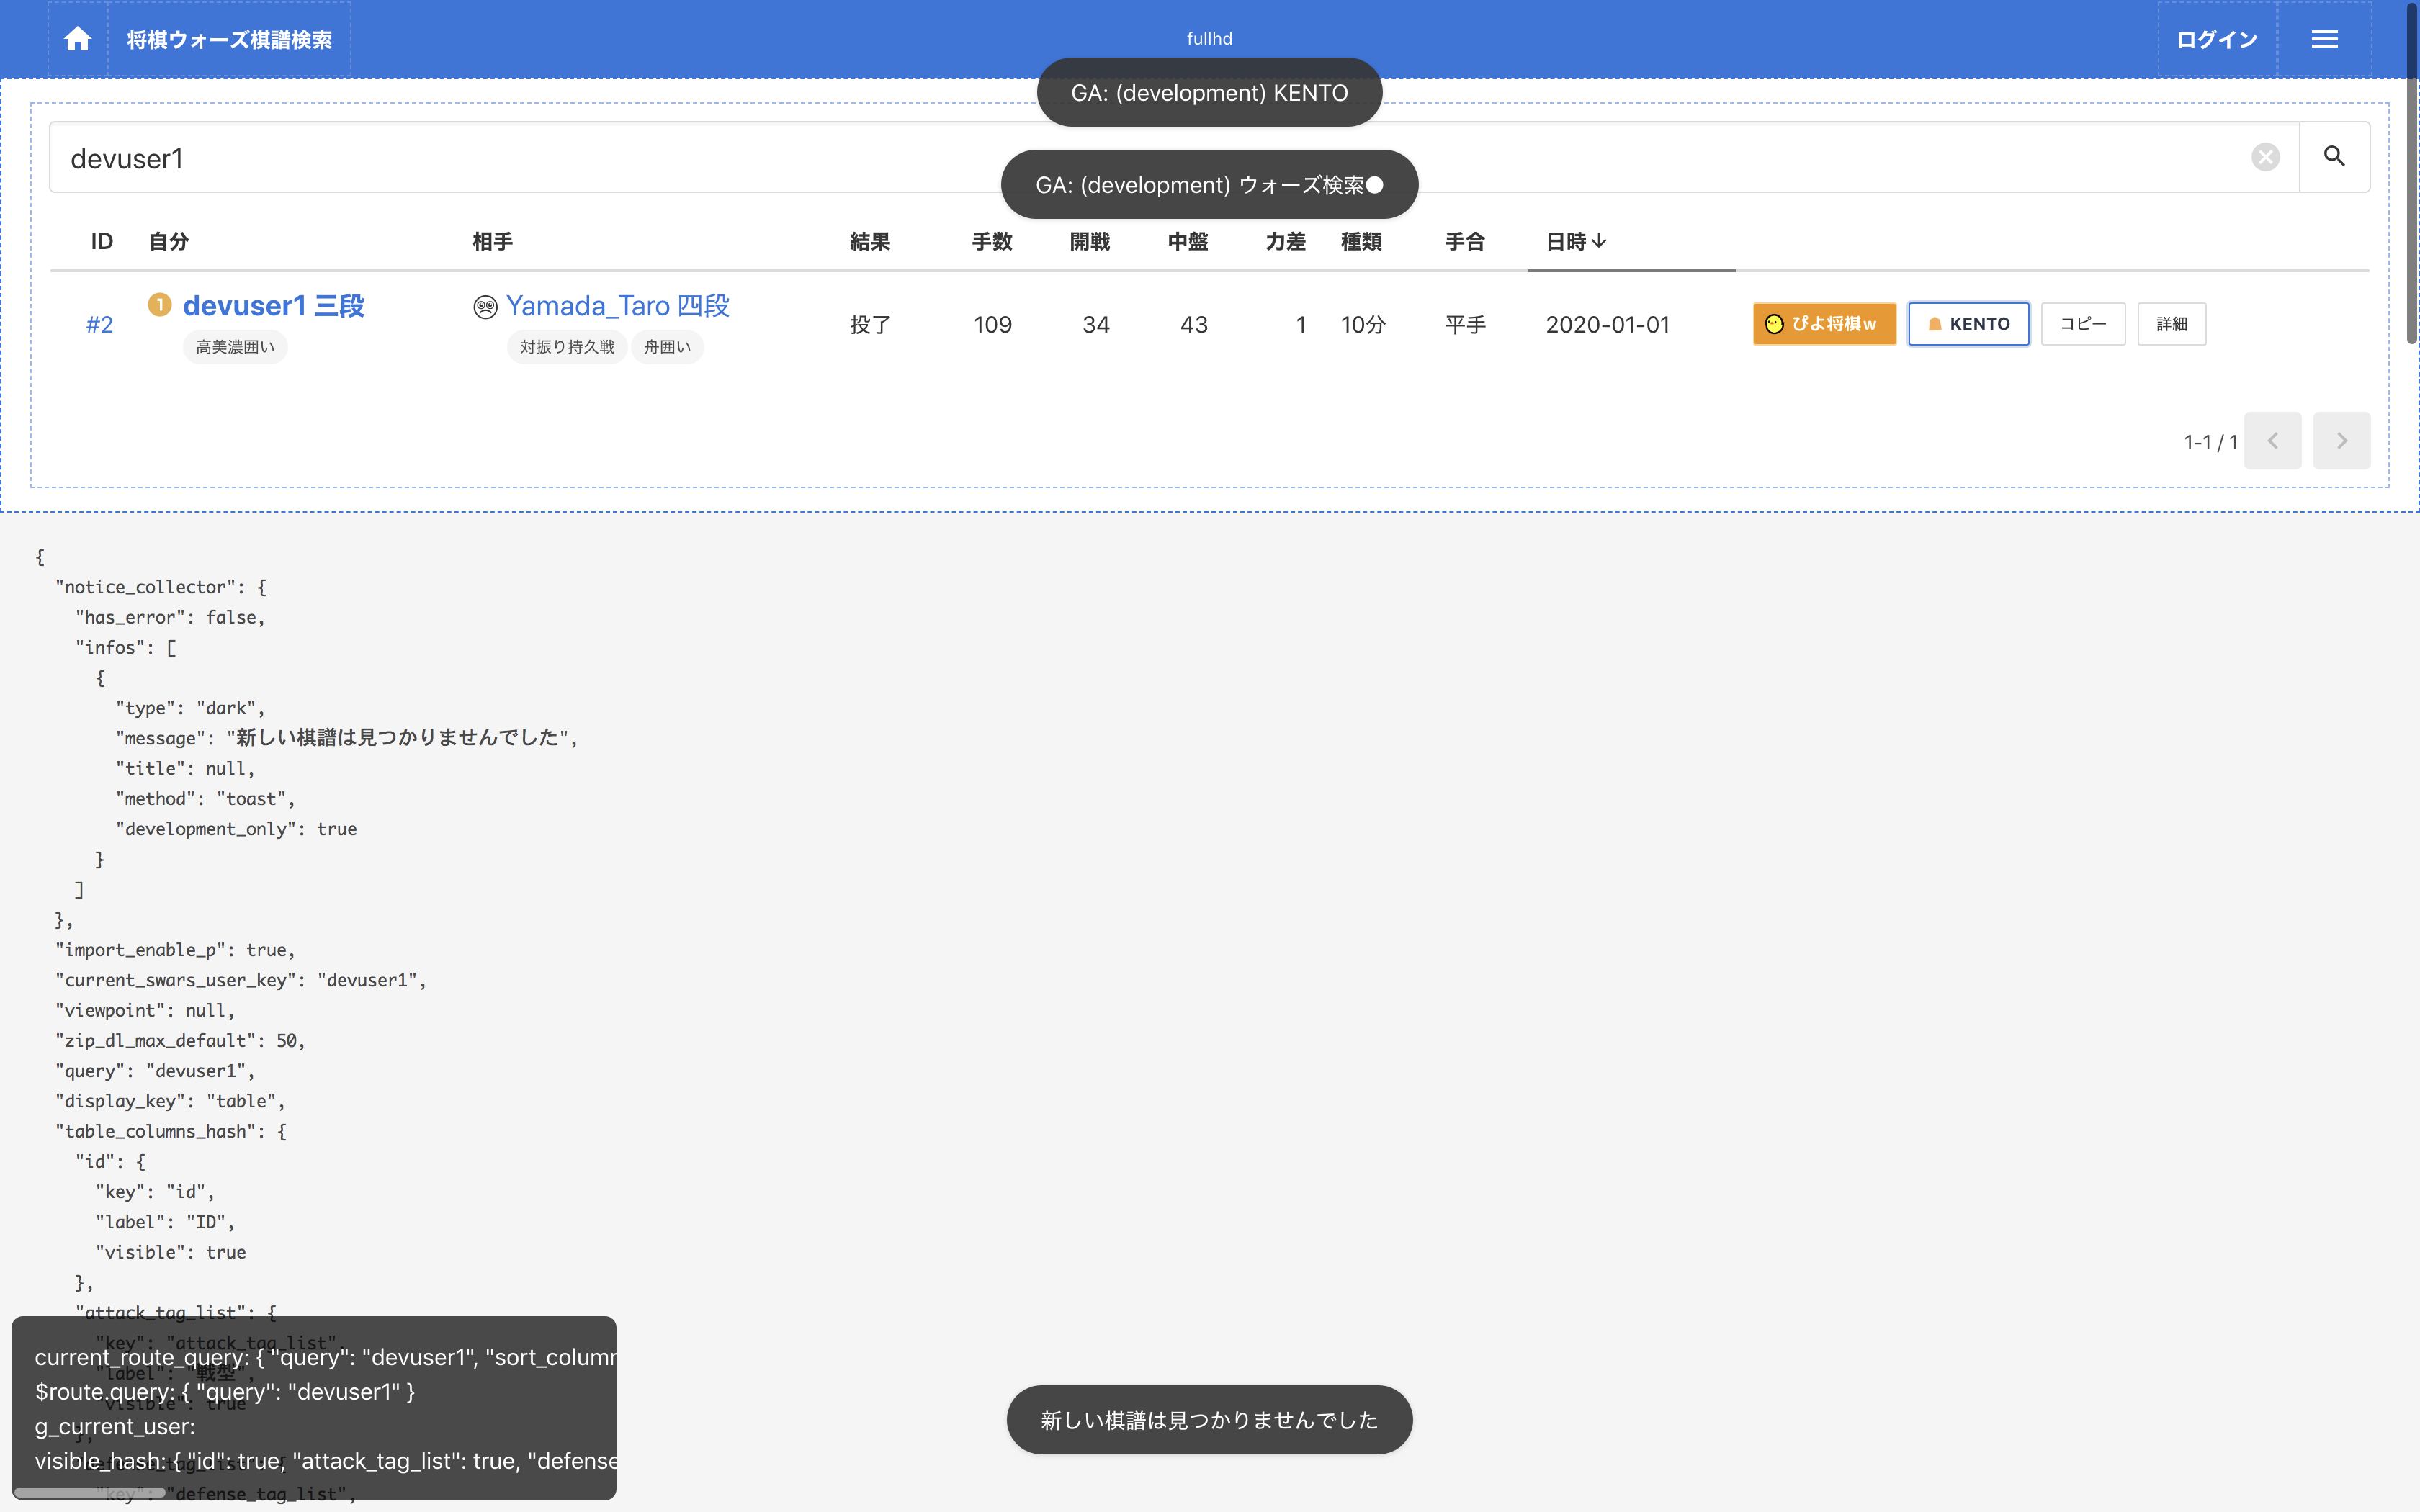 将棋ウォーズ棋譜検索
fullhd
ログイン
GA: (development) KENTO
devuser1
GA: (development) ウォーズ検索●
ID 自分 相手 結果 手数 開戦 中盤 力差 種類 手合 日時
#2 1 devuser1 三段 Yamada_Taro 四段 投了 109 34 43 1 10分 平手 2020-01-01 ぴよ将棋w KENTO コピー 詳細
高美濃囲い 対振り持久戦 舟囲い
1-1 / 1
{
"notice_collector": {
"has_error": false,
"infos": [
{
"type": "dark",
"message": "新しい棋譜は見つかりませんでした",
"title": null,
"method": "toast",
"development_only": true
}
]
},
"import_enable_p": true,
"current_swars_user_key": "devuser1",
"viewpoint": null,
"zip_dl_max_default": 50,
"query": "devuser1",
"display_key": "table",
"table_columns_hash": {
"id": {
"key": "id",
"label": "ID",
"visible": true
},
"attack_tag_list": {
"key": "attack_tag_list",
current_route_query: { "query": "devuser1", "sort_column
"label": "戦型",
$route.query: { "query": "devuser1" }
"visible": true
g_current_user:
},
visible_hash: { "id": true, "attack_tag_list": true, "defense
"key": "defense_tag_list",
新しい棋譜は見つかりませんでした